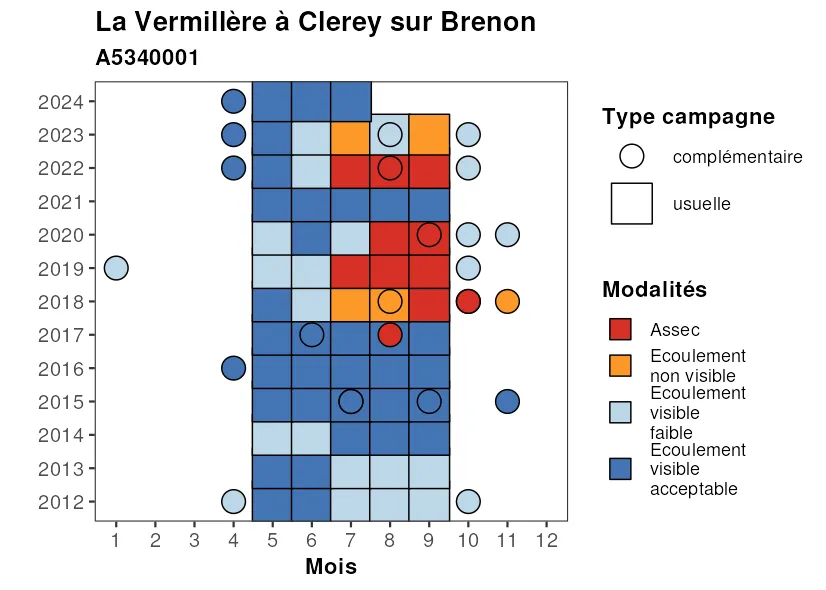 La Vermillère à Clerey sur Brenon
A5340001
2024
2023
2022
2021
2020
2019
2018
2017
2016
2015
2014
2013
2012
1 2 3 4 5 6 7 8 9 10 11 12
Mois
Type campagne
complémentaire
usuelle
Modalités
Assec
Ecoulement
non visible
Ecoulement
visible
faible
Ecoulement
visible
acceptable